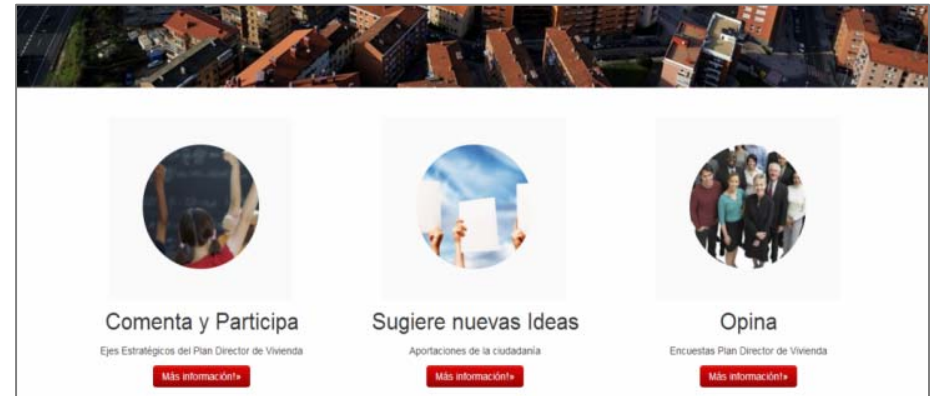 Comenta y Participa
Ejes Estratégicos del Plan Director de Vivienda
Más información!»
Sugiere nuevas Ideas
Aportaciones de la ciudadanía
Más información!»
Opina
Encuestas Plan Director de Vivienda
Más información!»